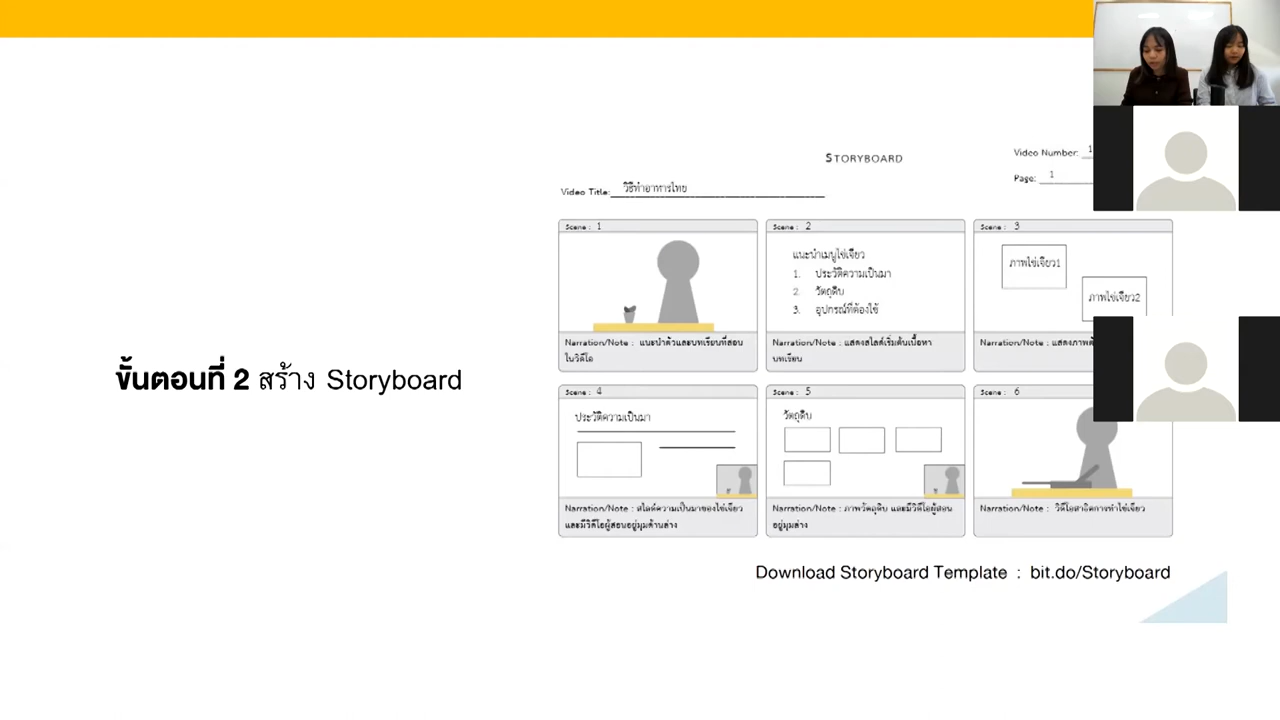 STORYBOARD
Video Number: 1
Page: 1
Video Title: วิธีทำอาหารไทย
Scene : 1
Scene : 2
Scene : 3
แนะนำเมนูไข่เจียว
1. ประวัติความเป็นมา
2. วัตถุดิบ
3. อุปกรณ์ที่ต้องใช้
ภาพไข่เจียว1
ภาพไข่เจียว2
Narration/Note : แนะนำตัวและบทเรียนที่สอน
ในวิดีโอ
Narration/Note : แสดงสไลด์เริ่มต้นเนื้อหา
บทเรียน
Narration/Note : แสดงภาพ
ขั้นตอนที่ 2 สร้าง Storyboard
Scene : 4
Scene : 5
Scene : 6
ประวัติความเป็นมา
วัตถุดิบ
Narration/Note : สไลด์ความเป็นมาของไข่เจียว
และมีวิดีโอผู้สอนอยู่มุมด้านล่าง
Narration/Note : ภาพวัตถุดิบ และมีวิดีโอผู้สอน
อยู่มุมล่าง
Narration/Note : วิดีโอสาธิตการทำไข่เจียว
Download Storyboard Template : bit.do/Storyboard